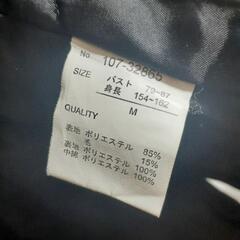 No. 107-32865
SIZE バスト 79~87
身長 154~162
QUALITY M
表地 ポリエステル 85%
毛 15%
裏地 ポリエステル 100%
中綿 ポリエステル 100%